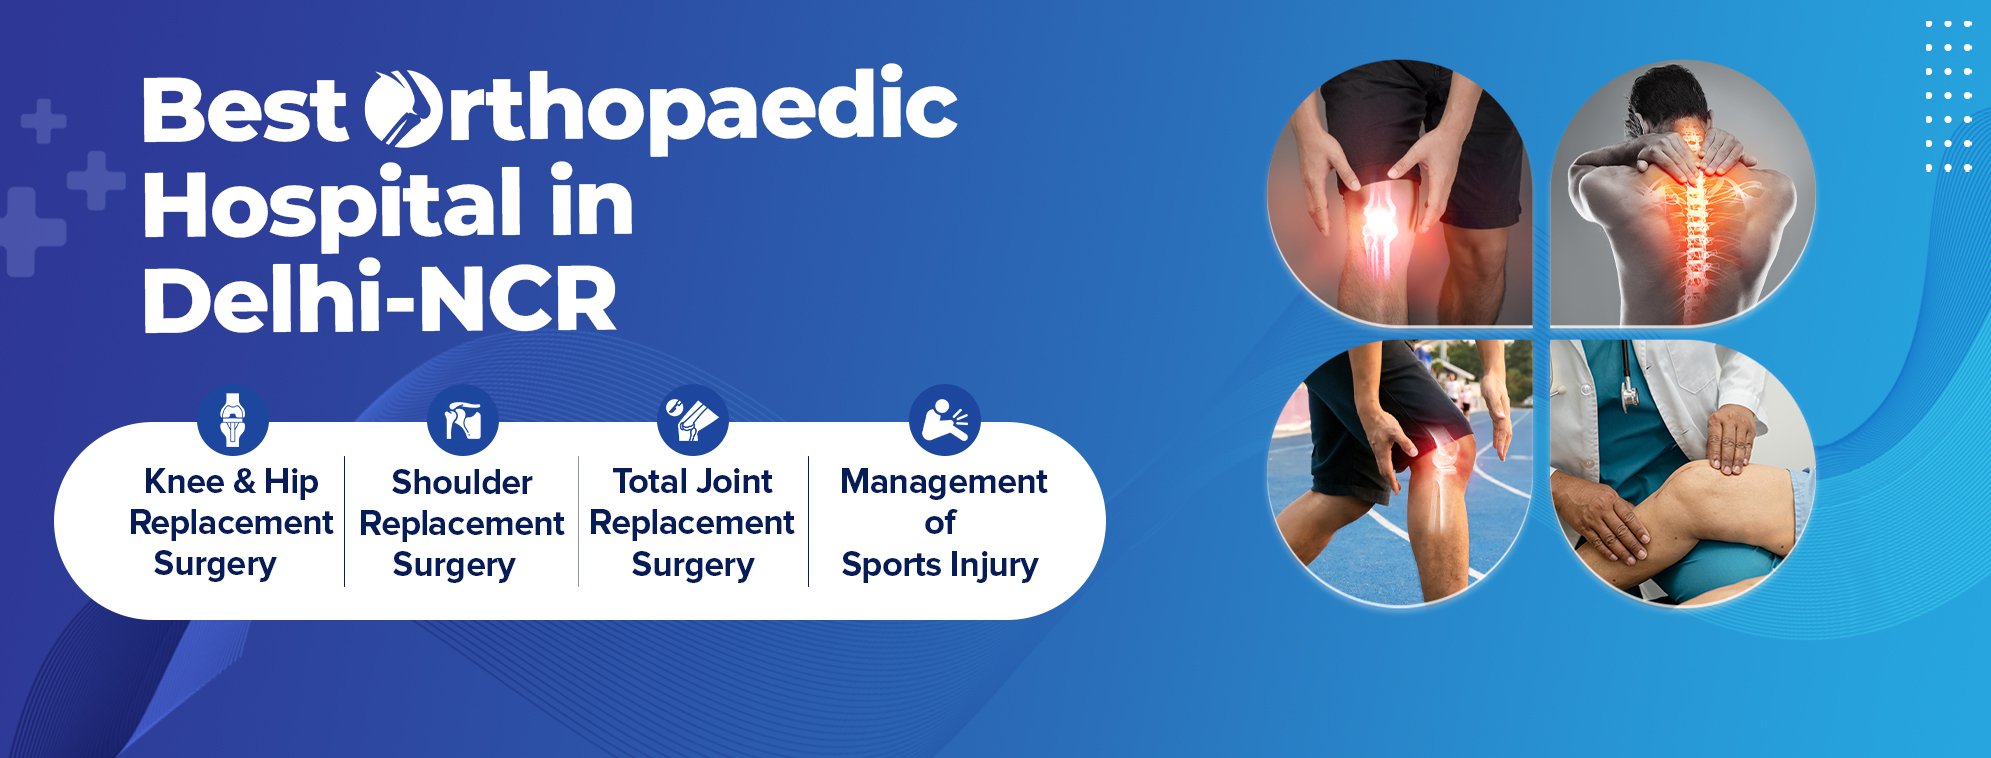 Best Orthopaedic
Hospital in
Delhi-NCR
Knee & Hip
Replacement
Surgery
Shoulder
Replacement
Surgery
Total Joint
Replacement
Surgery
Management
of
Sports Injury